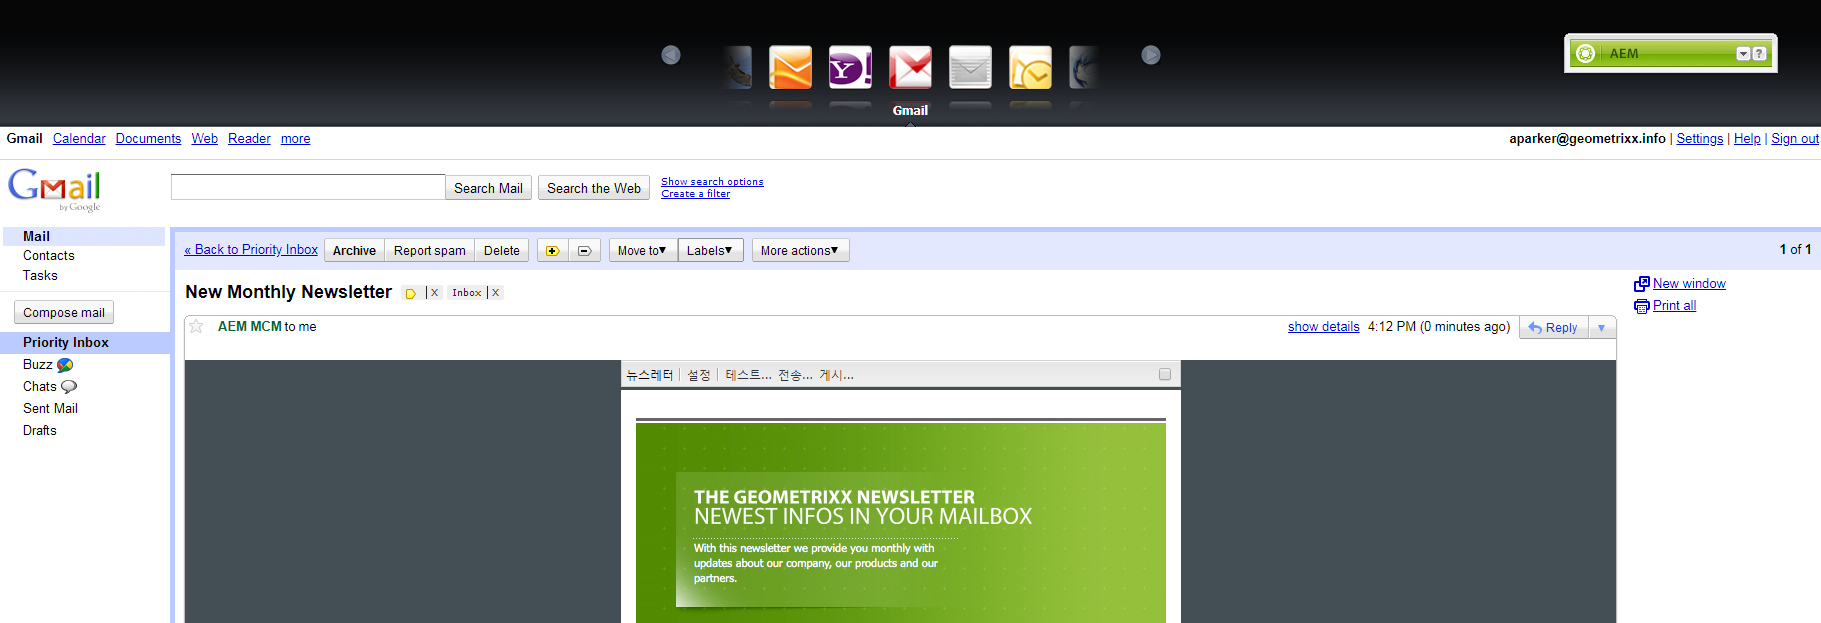 AEM
Gmail
Gmail Calendar Documents Web Reader more
aparker@geometrixx.info | Settings | Help | Sign out
Gmail
by Google
Search Mail Search the Web
Show search options
Create a filter
Mail
Contacts
Tasks
Compose mail
Priority Inbox
Buzz
Chats
Sent Mail
Drafts
« Back to Priority Inbox Archive Report spam Delete Move to▾ Labels▾ More actions▾ 1 of 1
New Monthly Newsletter X Inbox X
New window
Print all
AEM MCM to me show details 4:12 PM (0 minutes ago) Reply
뉴스레터 설정 테스트... 전송... 게시...
THE GEOMETRIXX NEWSLETTER
NEWEST INFOS IN YOUR MAILBOX
With this newsletter we provide you monthly with
updates about our company, our products and our
partners.